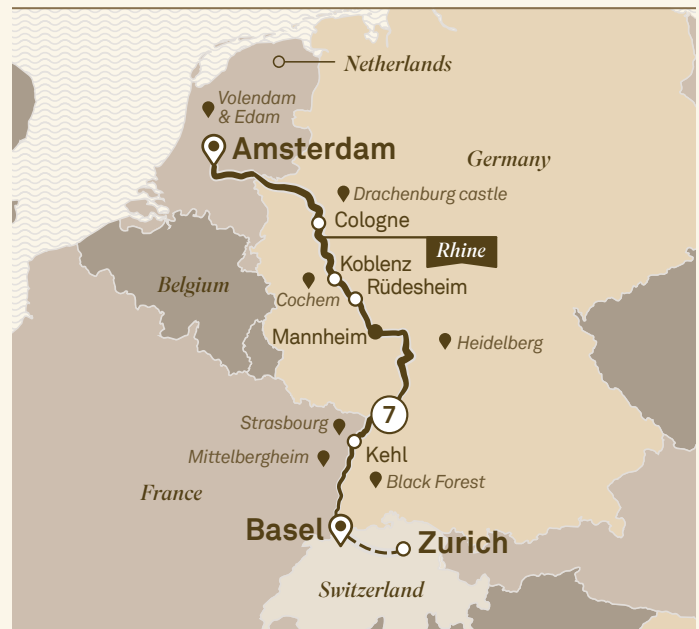 Netherlands
Volendam
& Edam
Amsterdam
Germany
Drachenburg castle
Cologne
Rhine
Koblenz
Belgium
Rüdesheim
Cochem
Mannheim
Heidelberg
7
Strasbourg
Kehl
Mittelbergheim
Black Forest
France
Basel
Zurich
Switzerland